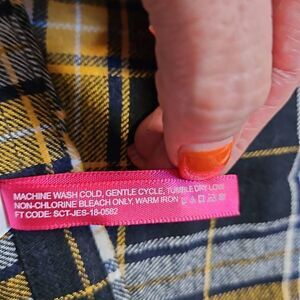 MACHINE WASH COLD, GENTLE CYCLE, TUMBLE DRY LOW
NON-CHLORINE BLEACH ONLY, WARM IRON
FT CODE: SCT-JES-18-0582